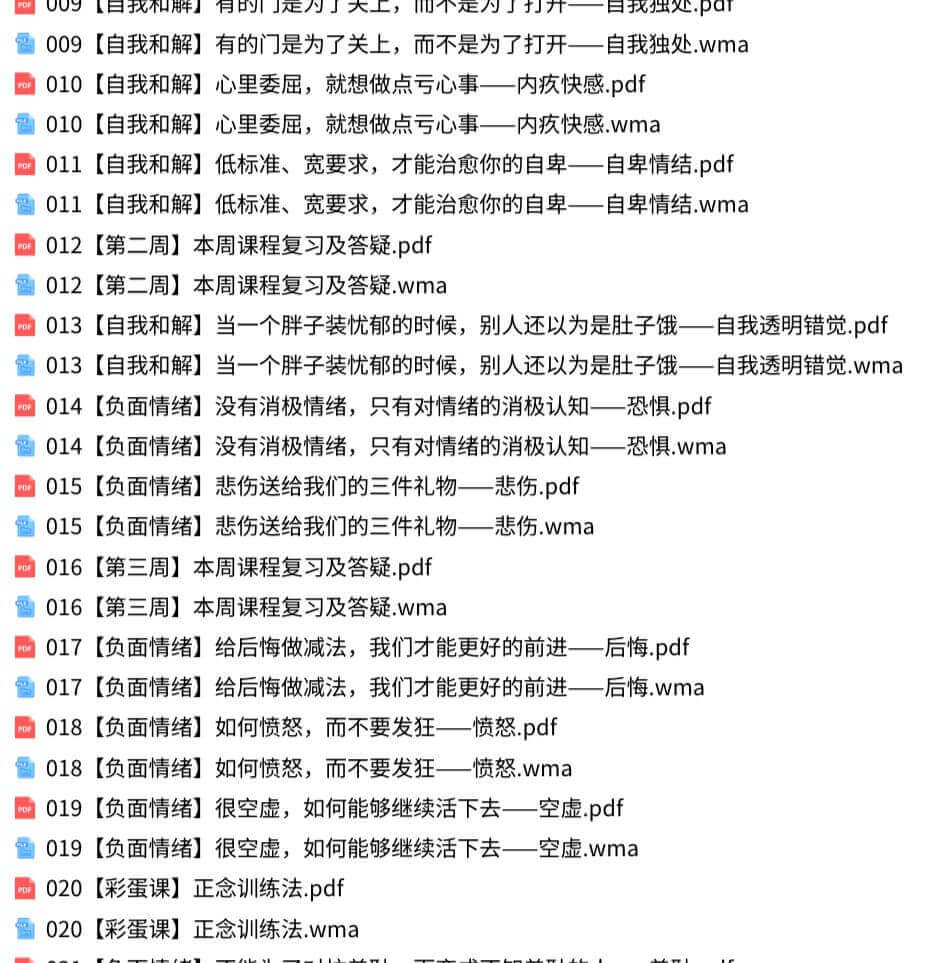 009【自我和解】有的门是为了关上，而不是为了打开——自我独处.pdf
009【自我和解】有的门是为了关上，而不是为了打开——自我独处.wma
010【自我和解】心里委屈，就想做点亏心事——内疚快感.pdf
010【自我和解】心里委屈，就想做点亏心事——内疚快感.wma
011【自我和解】低标准、宽要求，才能治愈你的自卑——自卑情结.pdf
011【自我和解】低标准、宽要求，才能治愈你的自卑——自卑情结.wma
012【第二周】本周课程复习及答疑.pdf
012【第二周】本周课程复习及答疑.wma
013【自我和解】当一个胖子装忧郁的时候，别人还以为是肚子饿——自我透明错觉.pdf
013【自我和解】当一个胖子装忧郁的时候，别人还以为是肚子饿——自我透明错觉.wma
014【负面情绪】没有消极情绪，只有对情绪的消极认知——恐惧.pdf
014【负面情绪】没有消极情绪，只有对情绪的消极认知——恐惧.wma
015【负面情绪】悲伤送给我们的三件礼物——悲伤.pdf
015【负面情绪】悲伤送给我们的三件礼物——悲伤.wma
016【第三周】本周课程复习及答疑.pdf
016【第三周】本周课程复习及答疑.wma
017【负面情绪】给后悔做减法，我们才能更好的前进——后悔.pdf
017【负面情绪】给后悔做减法，我们才能更好的前进——后悔.wma
018【负面情绪】如何愤怒，而不要发狂——愤怒.pdf
018【负面情绪】如何愤怒，而不要发狂——愤怒.wma
019【负面情绪】很空虚，如何能够继续活下去——空虚.pdf
019【负面情绪】很空虚，如何能够继续活下去——空虚.wma
020【彩蛋课】正念训练法.pdf
020【彩蛋课】正念训练法.wma